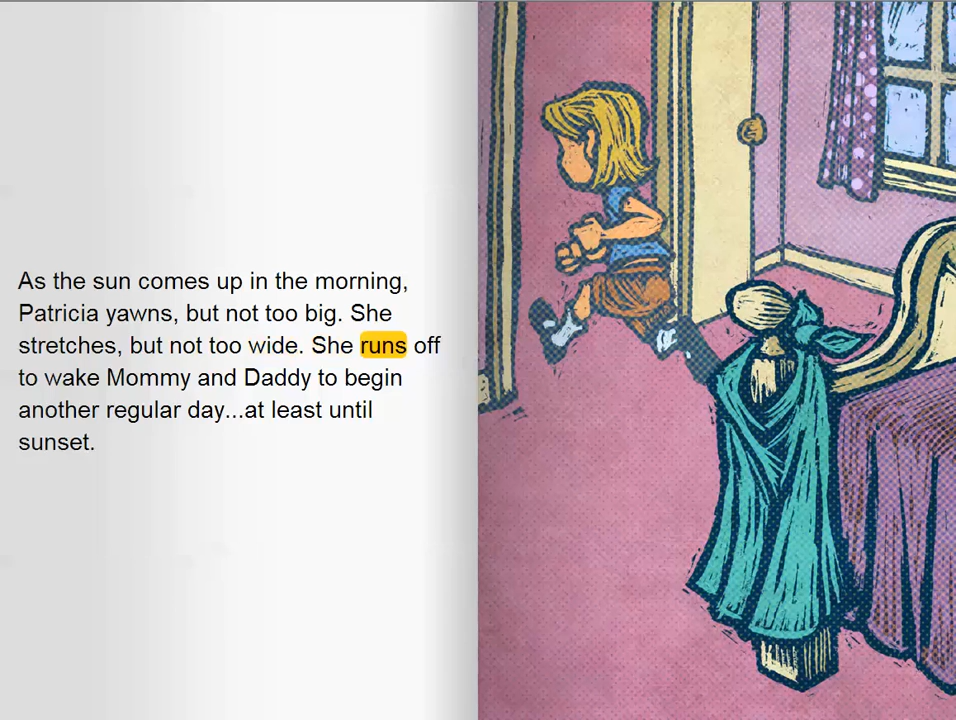 As the sun comes up in the morning,
Patricia yawns, but not too big. She
stretches, but not too wide. She runs off
to wake Mommy and Daddy to begin
another regular day...at least until
sunset.